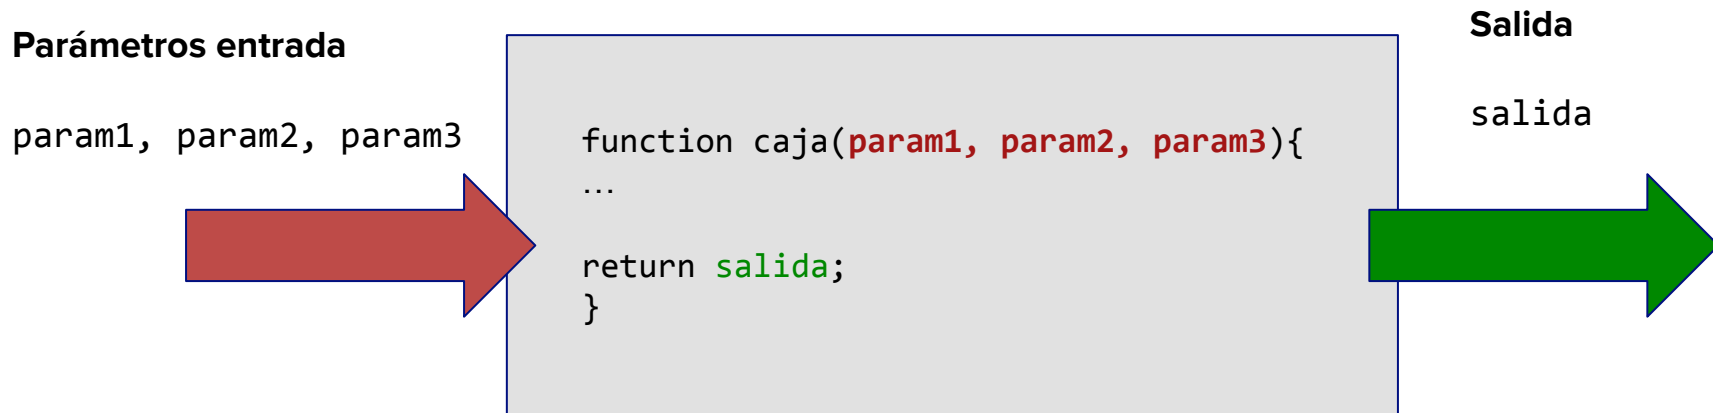 Parámetros entrada
param1, param2, param3
function caja(param1, param2, param3){
...
return salida;
}
Salida
salida